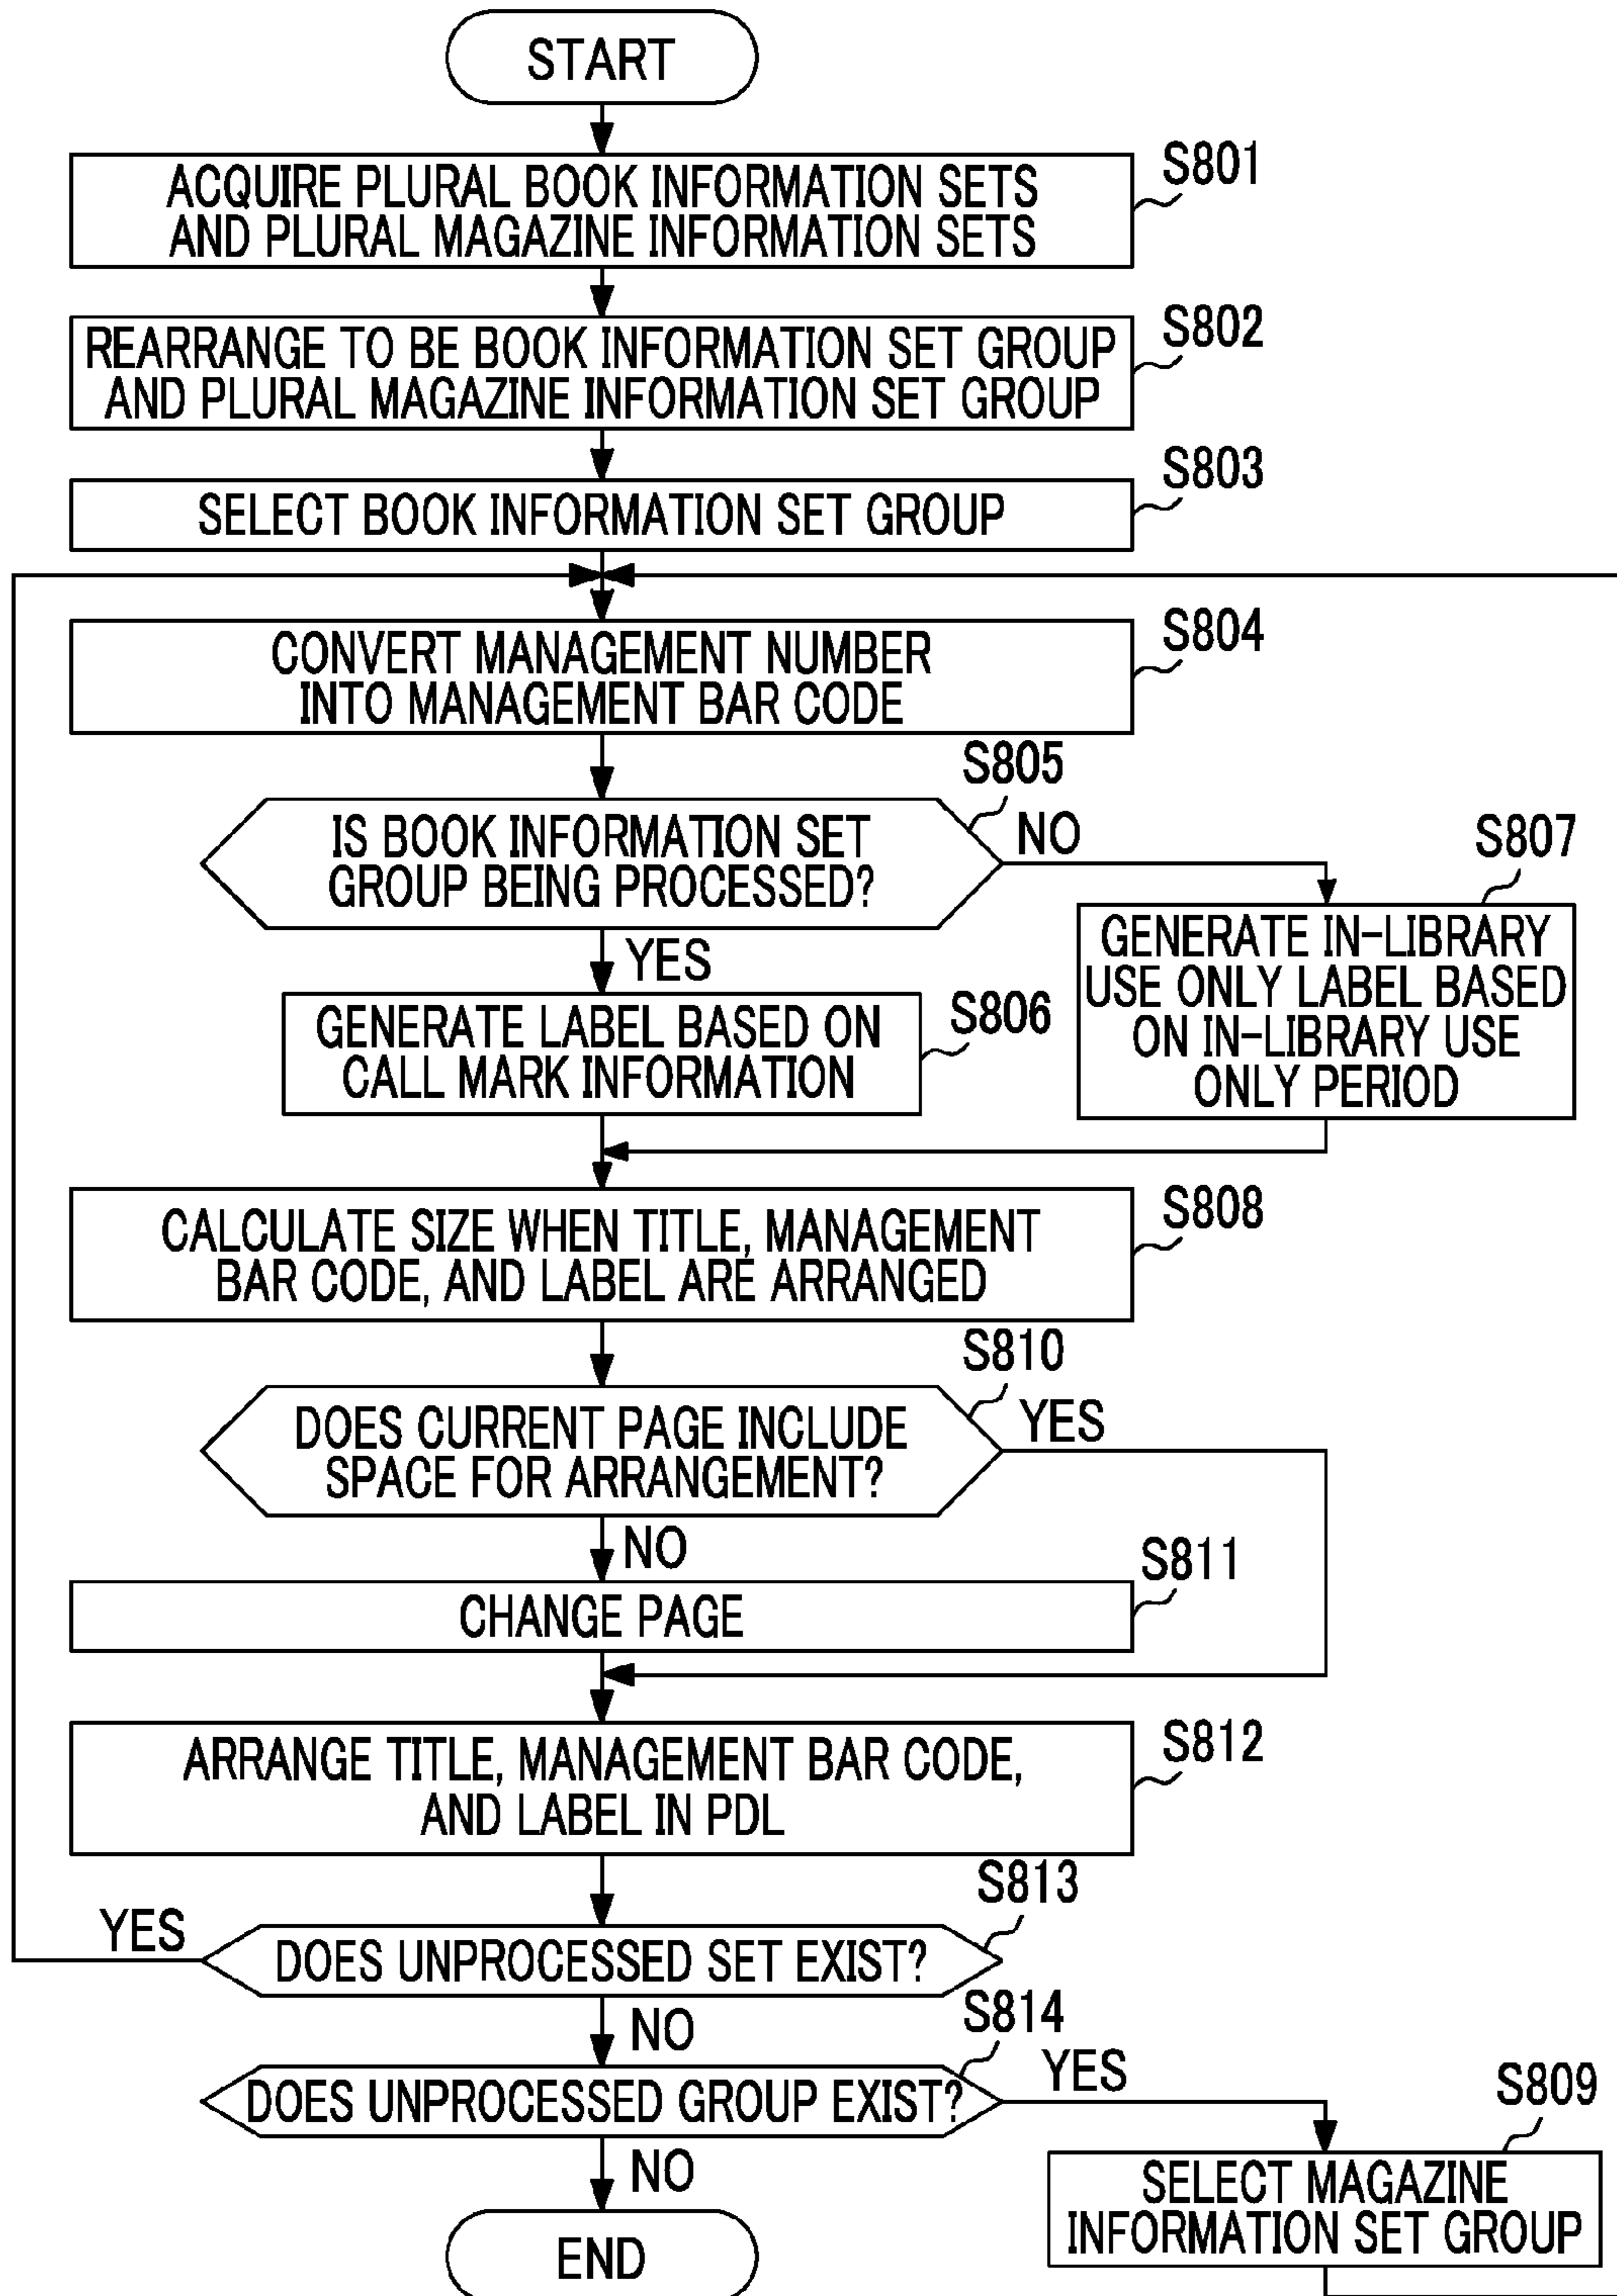 START
S801
ACQUIRE PLURAL BOOK INFORMATION SETS
AND PLURAL MAGAZINE INFORMATION SETS
S802
REARRANGE TO BE BOOK INFORMATION SET GROUP
AND PLURAL MAGAZINE INFORMATION SET GROUP
S803
SELECT BOOK INFORMATION SET GROUP
S804
CONVERT MANAGEMENT NUMBER
INTO MANAGEMENT BAR CODE
S805
IS BOOK INFORMATION SET
GROUP BEING PROCESSED?
NO
YES
S807
GENERATE IN-LIBRARY
USE ONLY LABEL BASED
ON IN-LIBRARY USE
ONLY PERIOD
S806
GENERATE LABEL BASED ON
CALL MARK INFORMATION
S808
CALCULATE SIZE WHEN TITLE, MANAGEMENT
BAR CODE, AND LABEL ARE ARRANGED
S810
DOES CURRENT PAGE INCLUDE
SPACE FOR ARRANGEMENT?
YES
NO
S811
CHANGE PAGE
S812
ARRANGE TITLE, MANAGEMENT BAR CODE,
AND LABEL IN PDL
S813
YES
DOES UNPROCESSED SET EXIST?
NO
S814
DOES UNPROCESSED GROUP EXIST?
YES
NO
S809
SELECT MAGAZINE
INFORMATION SET GROUP
END